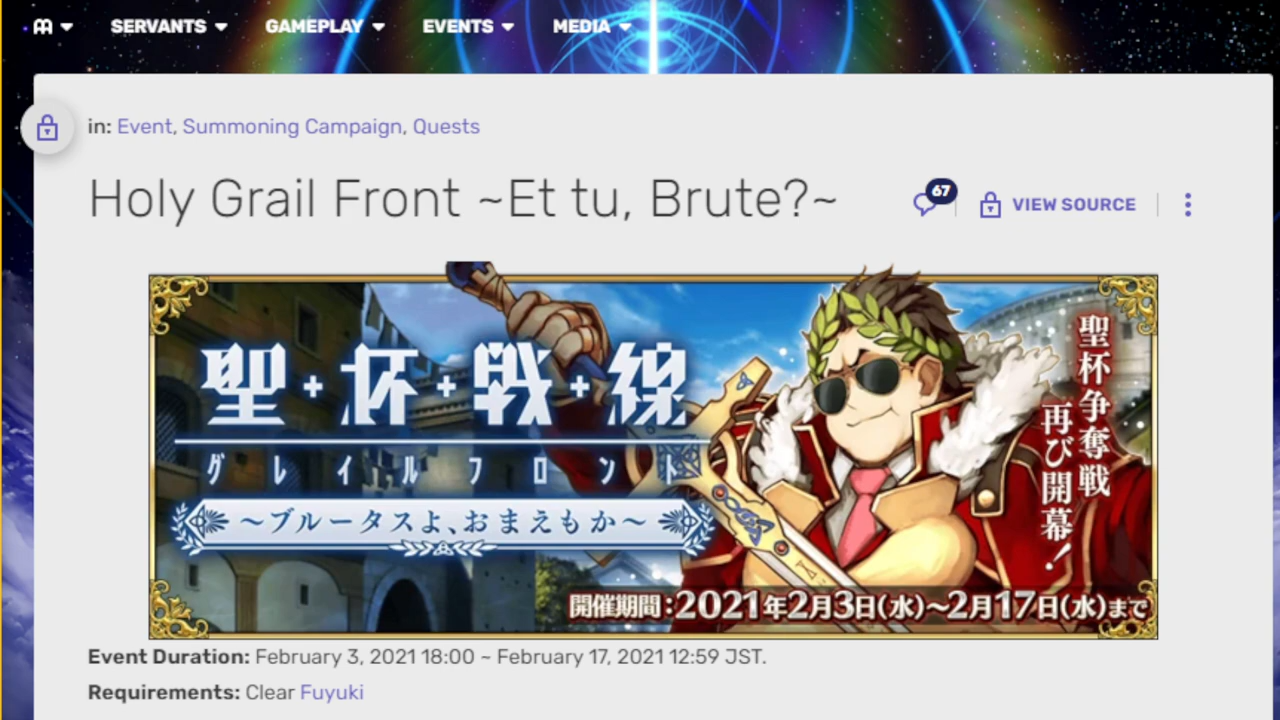 SERVANTS GAMEPLAY EVENTS MEDIA
in: Event, Summoning Campaign, Quests
Holy Grail Front ~Et tu, Brute?~
67
VIEW SOURCE
聖杯戦線
グレイルフロント
~ブルータスよ、おまえもか~
聖杯争奪戦
再び開幕!
開催期間:2021年2月3日(水)~2月17日(水)まで
Event Duration: February 3, 2021 18:00 ~ February 17, 2021 12:59 JST.
Requirements: Clear Fuyuki